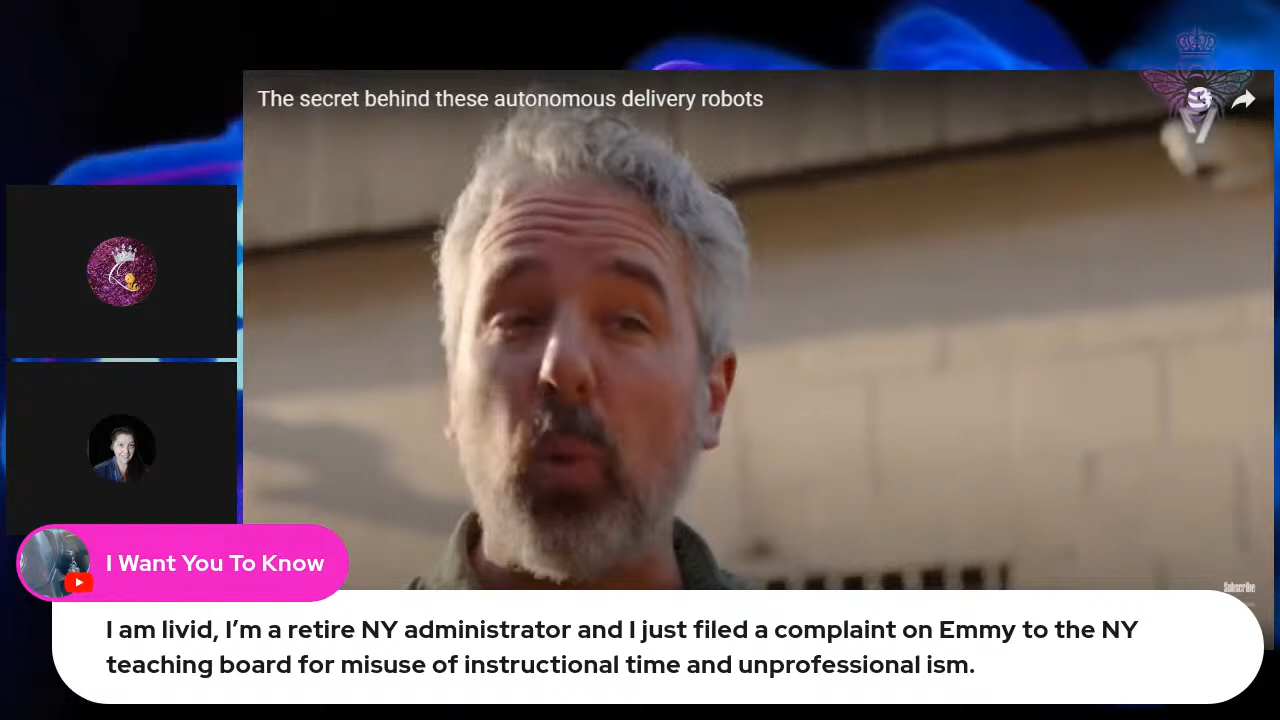 The secret behind these autonomous delivery robots
Subscribe
I Want You To Know
I am livid, I’m a retire NY administrator and I just filed a complaint on Emmy to the NY
teaching board for misuse of instructional time and unprofessional ism.